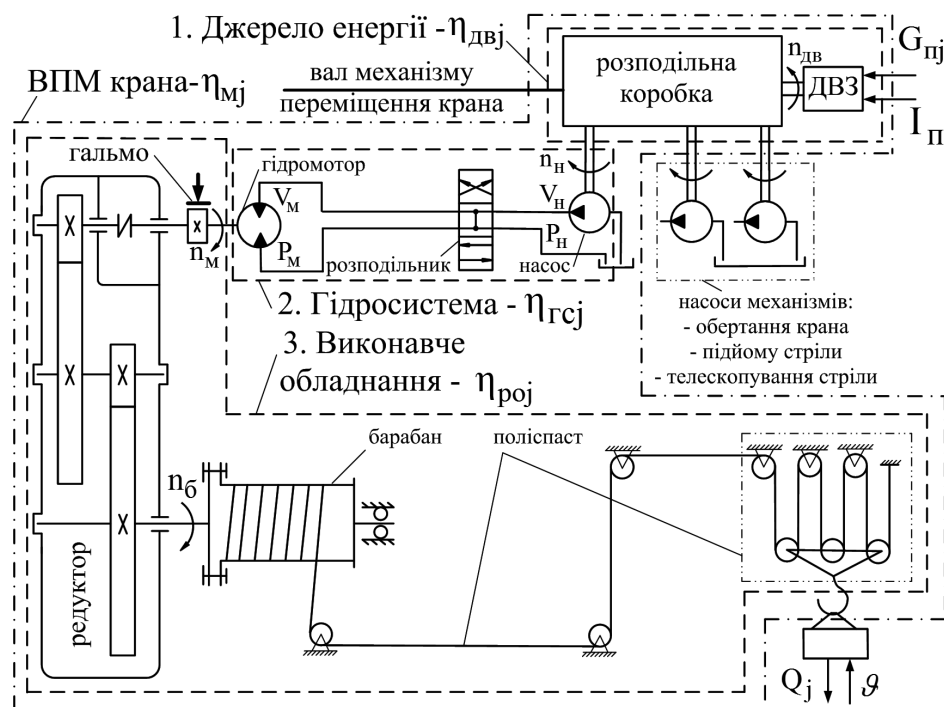 1. Джерело енергії - ηдвj
ВПМ крана-ηмj
вал механізму
переміщення крана
розподільна
коробка
nдв
ДВЗ
Gпj
Iп
гальмо
гідромотор
Vм
Pм
nм
розподільник
nн
Vн
Pн
насос
2. Гідросистема - ηгсj
3. Виконавче
обладнання - ηроj
насоси механізмів:
- обертання крана
- підйому стріли
- телескопування стріли
барабан
поліспаст
nб
редуктор
Qj
𝜗